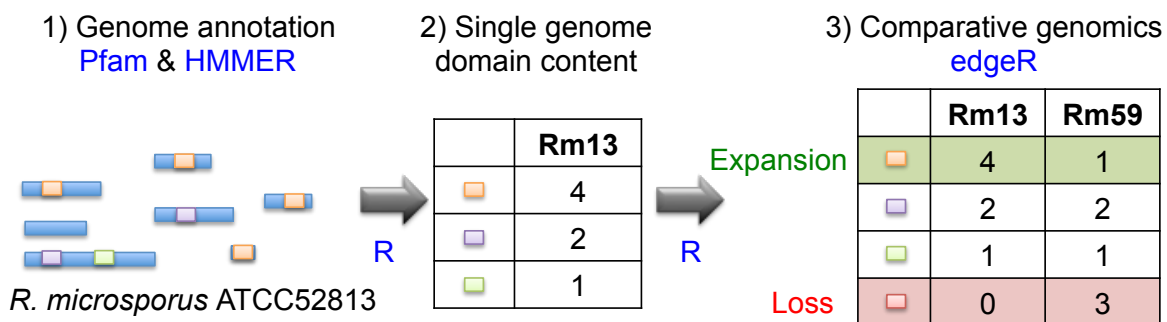 1) Genome annotation
Pfam & HMMER
R. microsporus ATCC52813
R
2) Single genome
domain content
Rm13
4
2
1
R
3) Comparative genomics
edgeR
Rm13 Rm59
Expansion 4 1
2 2
1 1
Loss 0 3